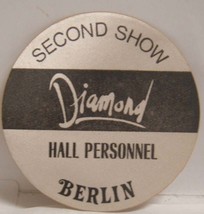 SECOND SHOW
Diamond
HALL PERSONNEL
BERLIN